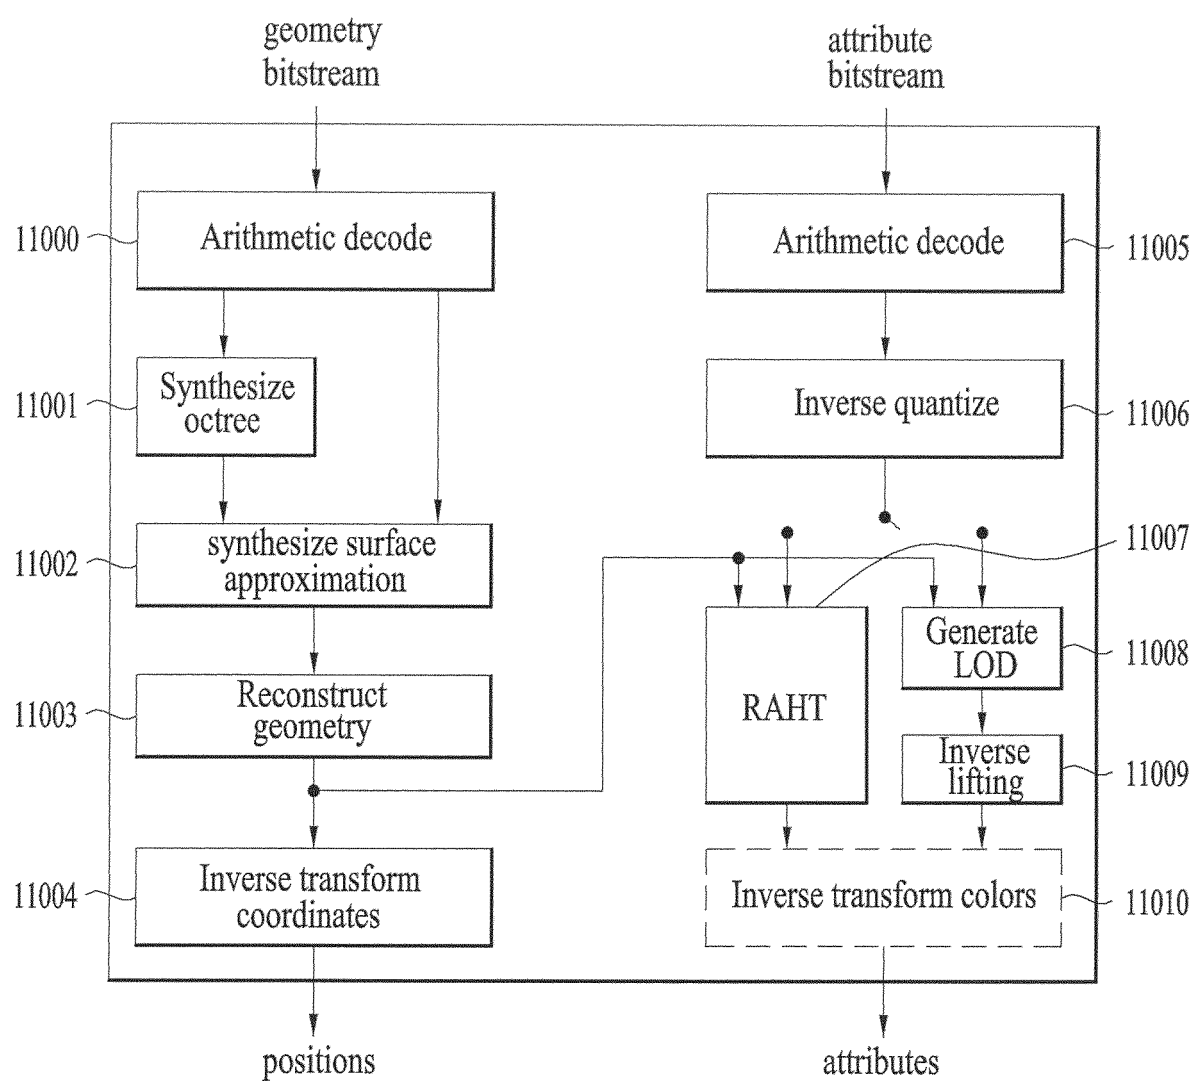 geometry
bitstream
attribute
bitstream
11000
Arithmetic decode
Arithmetic decode
11005
11001
Synthesize
octree
Inverse quantize
11006
11002
synthesize surface
approximation
11007
Generate
LOD
11008
11003
Reconstruct
geometry
RAHT
Inverse
lifting
11009
11004
Inverse transform
coordinates
Inverse transform colors
11010
positions
attributes